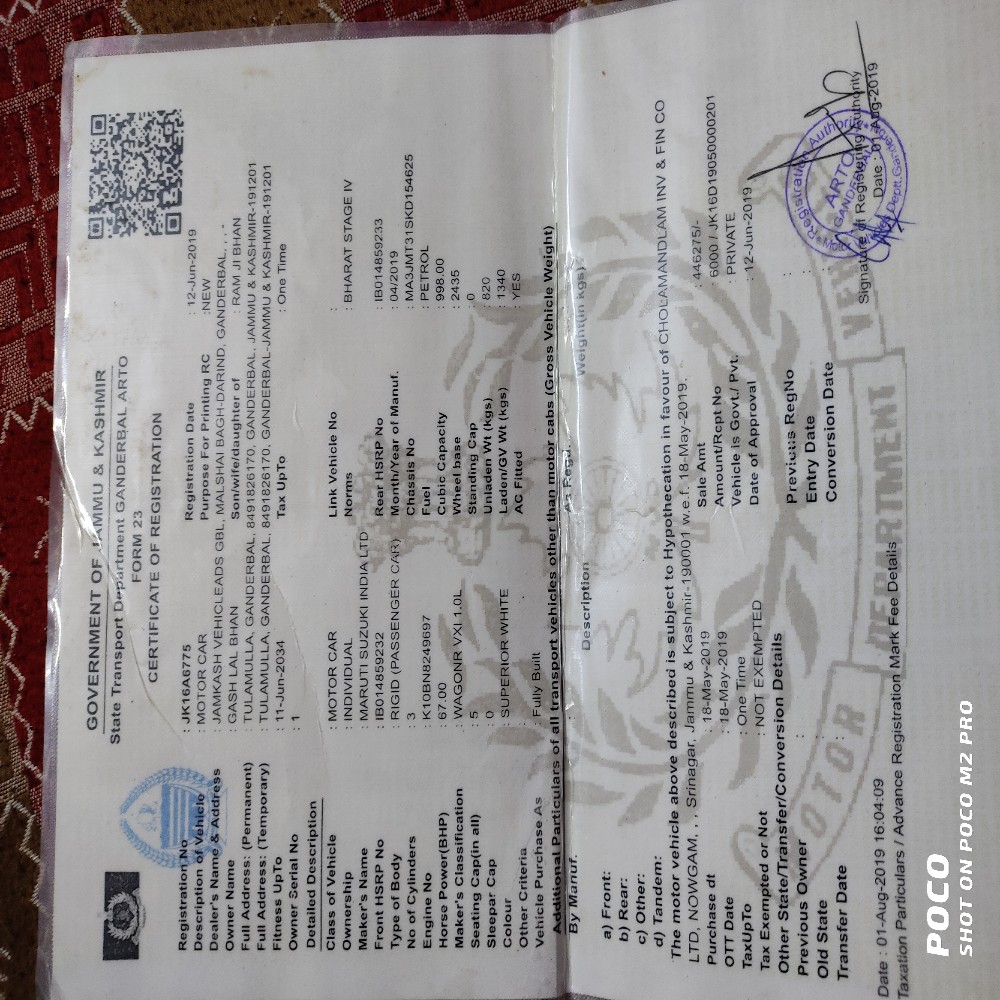 GOVERNMENT OF JAMMU & KASHMIR
State Transport Department GANDERBAL ARTO
FORM 23
CERTIFICATE OF REGISTRATION
Registration No : JK16A6775 Registration Date : 12-Jun-2019
Description of Vehicle : MOTOR CAR Purpose For Printing RC : NEW
Dealer's Name & Address : JAMKASH VEHICLEADS GBL, MALSHAI BAGH-DARIND, GANDERBAL, , , -
Owner Name : GASH LAL BHAN Son/wife/daughter of : RAM JI BHAN
Full Address: (Permanent) : TULAMULLA, GANDERBAL, 8491826170, GANDERBAL, JAMMU & KASHMIR-191201
Full Address: (Temporary) : TULAMULLA, GANDERBAL, 8491826170, GANDERBAL, GANDERBAL-JAMMU & KASHMIR-191201
Fitness UpTo : 11-Jun-2034 Tax UpTo : One Time
Owner Serial No : 1
Detailed Description
Class of Vehicle : MOTOR CAR Link Vehicle No :
Ownership : INDIVIDUAL Norms : BHARAT STAGE IV
Maker's Name : MARUTI SUZUKI INDIA LTD
Front HSRP No : IB014859232 Rear HSRP No : IB014859233
Type of Body : RIGID (PASSENGER CAR) Month/Year of Manuf. : 04/2019
No of Cylinders : 3 Chassis No : MA3JMT31SKD154625
Engine No : K10BN8249697 Fuel : PETROL
Horse Power(BHP) : 67.00 Cubic Capacity : 998.00
Maker's Classification : WAGONR VXI 1.0L Wheel base : 2435
Seating Cap(in all) : 5 Standing Cap : 0
Sleepar Cap : 0 Unladen Wt (kgs) : 820
Colour : SUPERIOR WHITE Laden/GV Wt (kgs) : 1340
Other Criteria : AC Fitted : YES
Vehicle Purchase As : Fully Built
Additional Particulars of all transport vehicles other than motor cabs (Gross Vehicle Weight)
By Manuf. : As Regd. :
Description Weight(in kgs)
a) Front:
b) Rear:
c) Other:
d) Tandem:
The motor vehicle above described is subject to Hypothecation in favour of CHOLAMANDLAM INV & FIN CO
LTD, NOWGAM, , , Srinagar, Jammu & Kashmir-190001 w.e.f. 18-May-2019.
Purchase dt : 18-May-2019 Sale Amt : 446275/-
OTT Date : 18-May-2019 Amount/Rcpt No : 6000 / JK16D19050000201
TaxUpTo : One Time Vehicle is Govt./ Pvt. : PRIVATE
Tax Exempted or Not : NOT EXEMPTED Date of Approval : 12-Jun-2019
Other State/Transfer/Conversion Details
Previous Owner : Previous RegNo :
Old State : Entry Date :
Transfer Date : Conversion Date :
Registration Authority
ARTO
GANDERBAL
Signature of Registering Authority
Date : 01-Aug-2019
Date : 01-Aug-2019 16:04:09
Taxation Particulars / Advance Registration Mark Fee Details
MOTOR VEHI DEPARTMENT
POCO
SHOT ON POCO M2 PRO